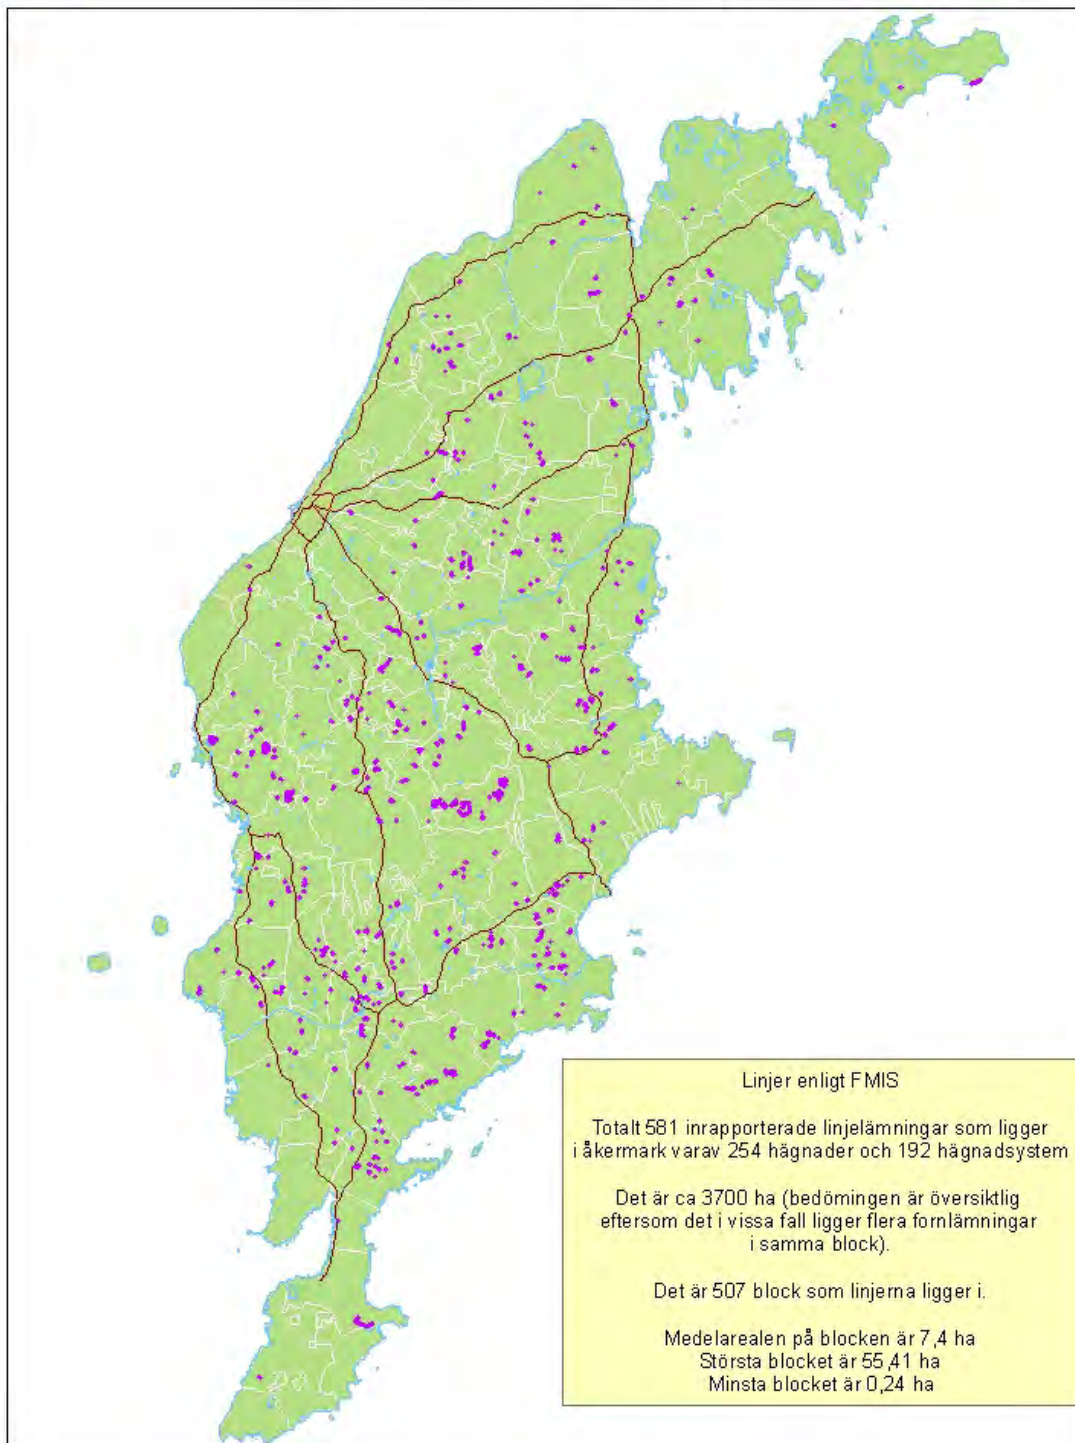 Linjer enligt FMIS
Totalt 581 inrapporterade linjelämningar som ligger
i åkermark varav 254 hägnader och 192 hägnadsystem
Det är ca 3700 ha (bedömingen är översiktlig
eftersom det i vissa fall ligger flera fornlämningar
i samma block).
Det är 507 block som linjerna ligger i.
Medelarealen på blocken är 7,4 ha
Största blocket är 55,41 ha
Minsta blocket är 0,24 ha